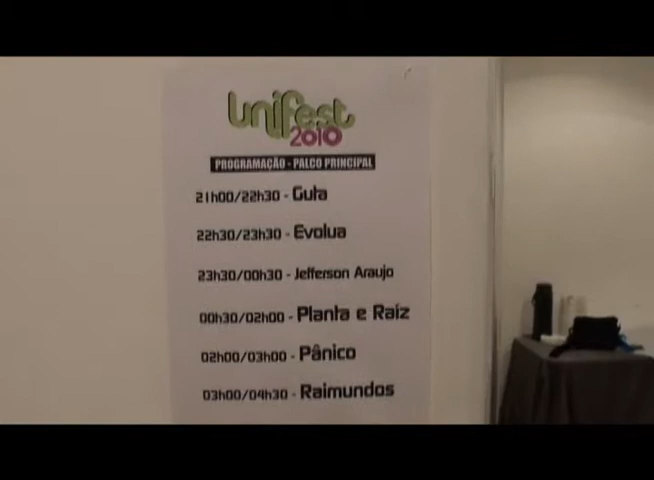 unifest
2010
PROGRAMAÇÃO - PALCO PRINCIPAL
21h00/22h30 - Guta
22h30/23h30 - Evolua
23h30/00h30 - Jefferson Araujo
00h30/02h00 - Planta e Raiz
02h00/03h00 - Pânico
03h00/04h30 - Raimundos